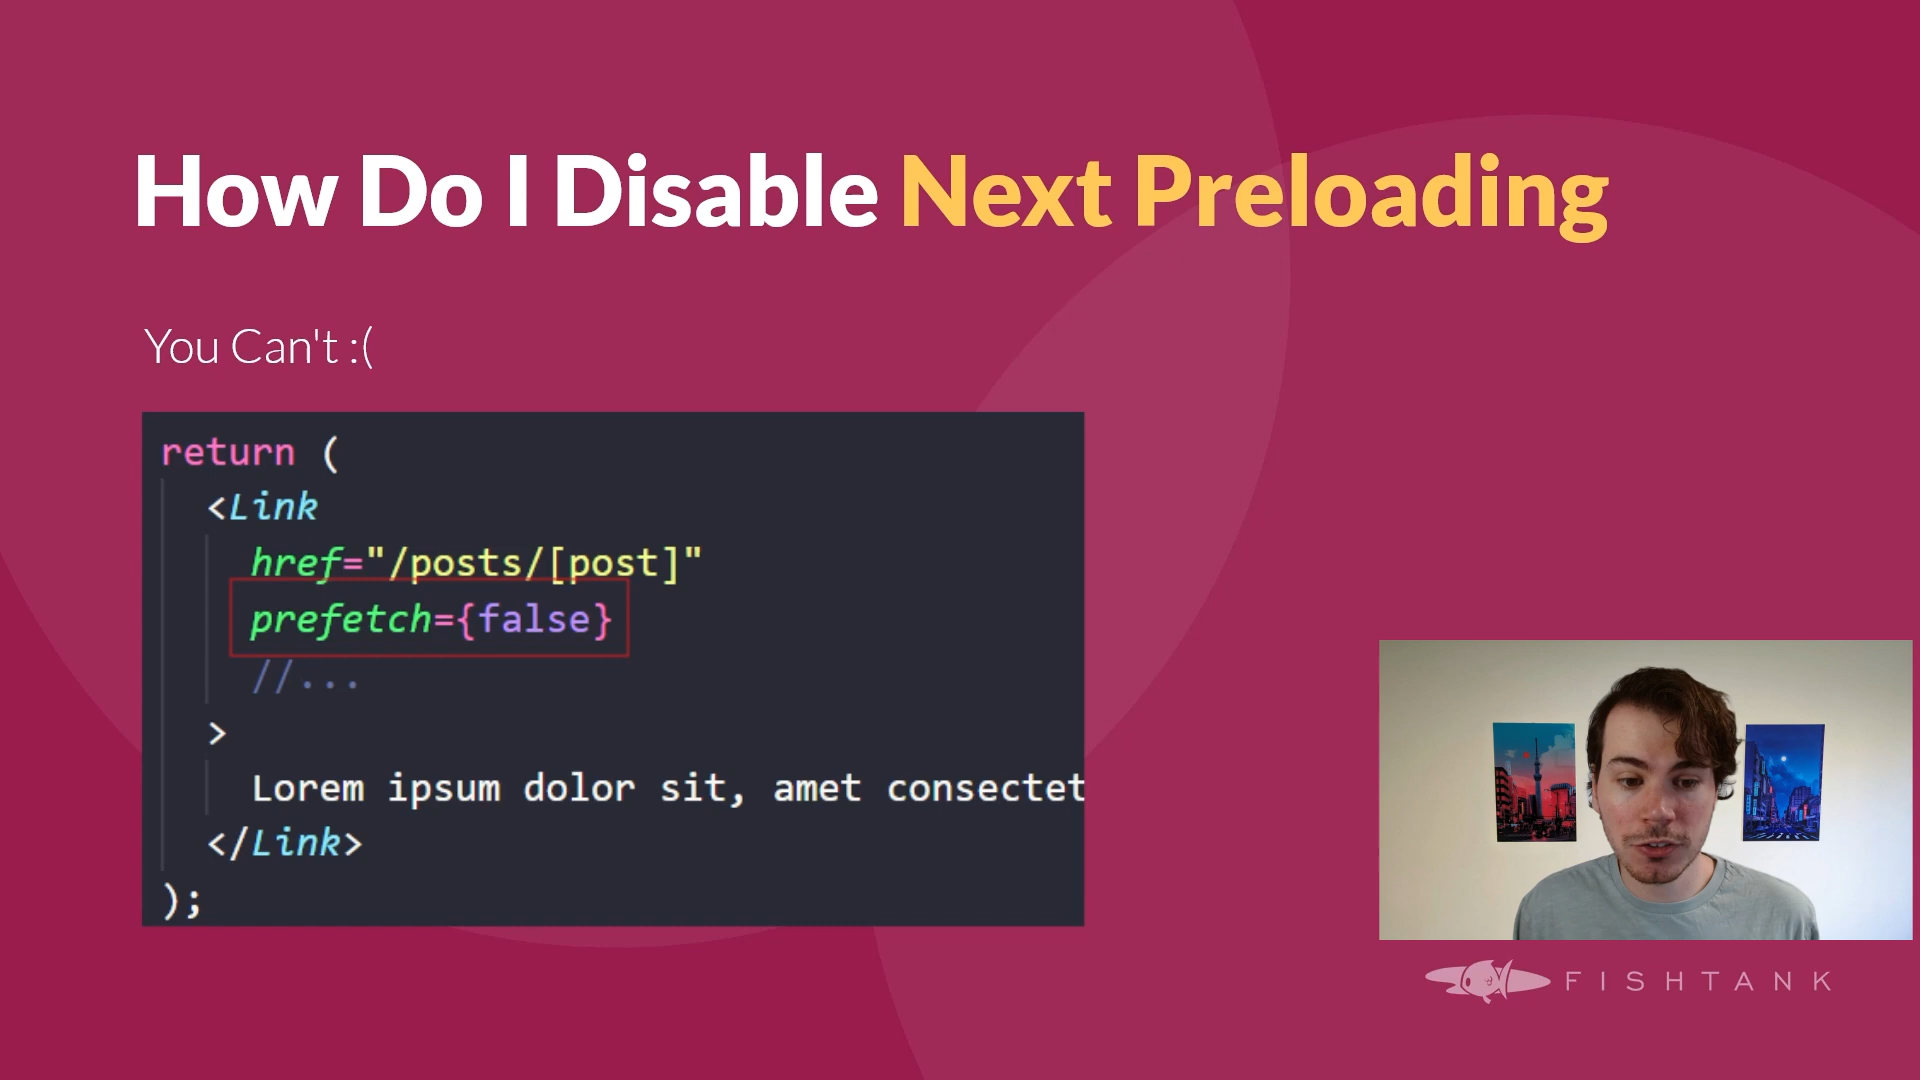 How Do I Disable Next Preloading
You Can't :(
return (
<Link
href="/posts/[post]"
prefetch={false}
//...
>
Lorem ipsum dolor sit, amet consectet
</Link>
);
FISHTANK